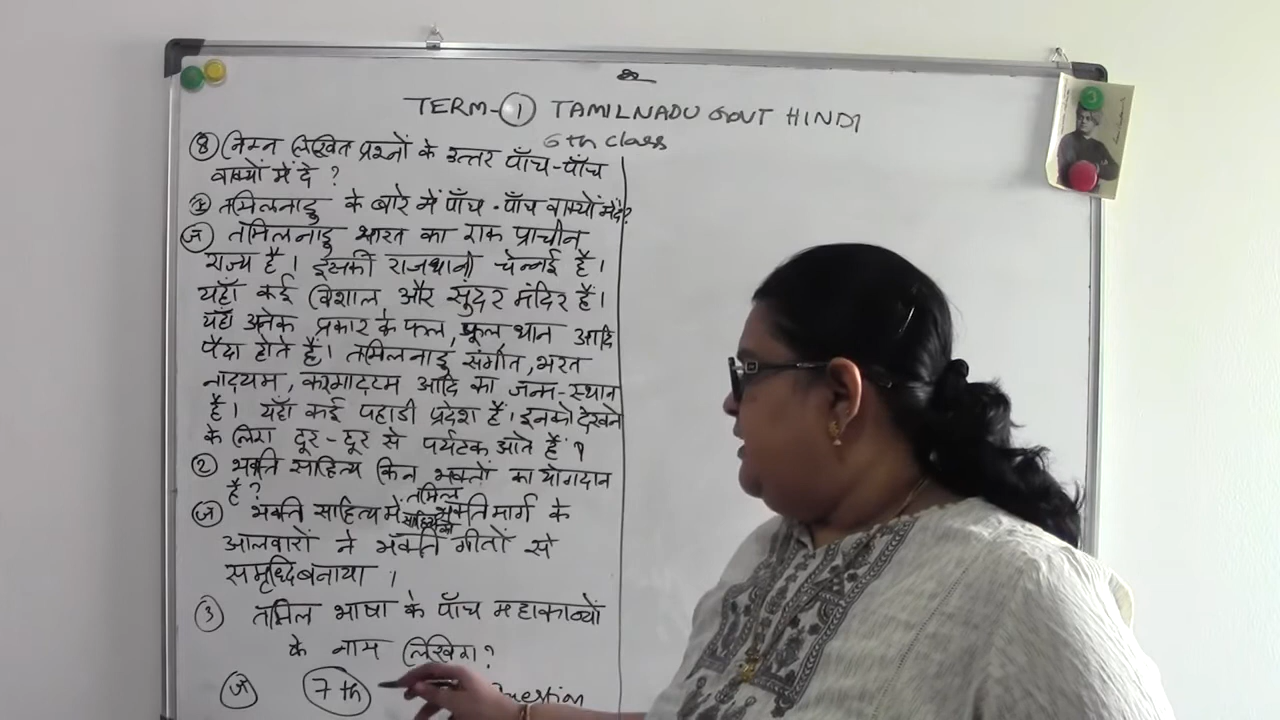 TERM-① TAMILNADU GOVT HINDI
6th class
⑧ निम्न लिखित प्रश्नों के उत्तर पाँच-पाँच
वाक्यों में दे ?
① तमिलनाडु के बारे में पाँच-पाँच वाक्यों में दे?
ज तमिलनाडु भारत का एक प्राचीन
राज्य है। इसकी राजधानी चेन्नई है।
यहाँ कई विशाल और सुंदर मंदिर हैं।
यहाँ अनेक प्रकार के फल, फूल धान आदि
पैदा होते हैं। तमिलनाडु संगीत, भरत
नाट्यम, करगाट्टम आदि का जन्म-स्थान
है। यहाँ कई पहाडी प्रदेश हैं। इनको देखने
के लिए दूर-दूर से पर्यटक आते हैं ।
② भक्ति साहित्य किन भक्तों का योगदान
है?
ज भक्ति साहित्य में तमिल साहित्य को भक्ति मार्ग के
आलवारों ने भक्ति गीतों से
समृद्धि बनाया ।
③ तमिल भाषा के पाँच महाकाव्यों
के नाम लिखिए?
ज 7th Question